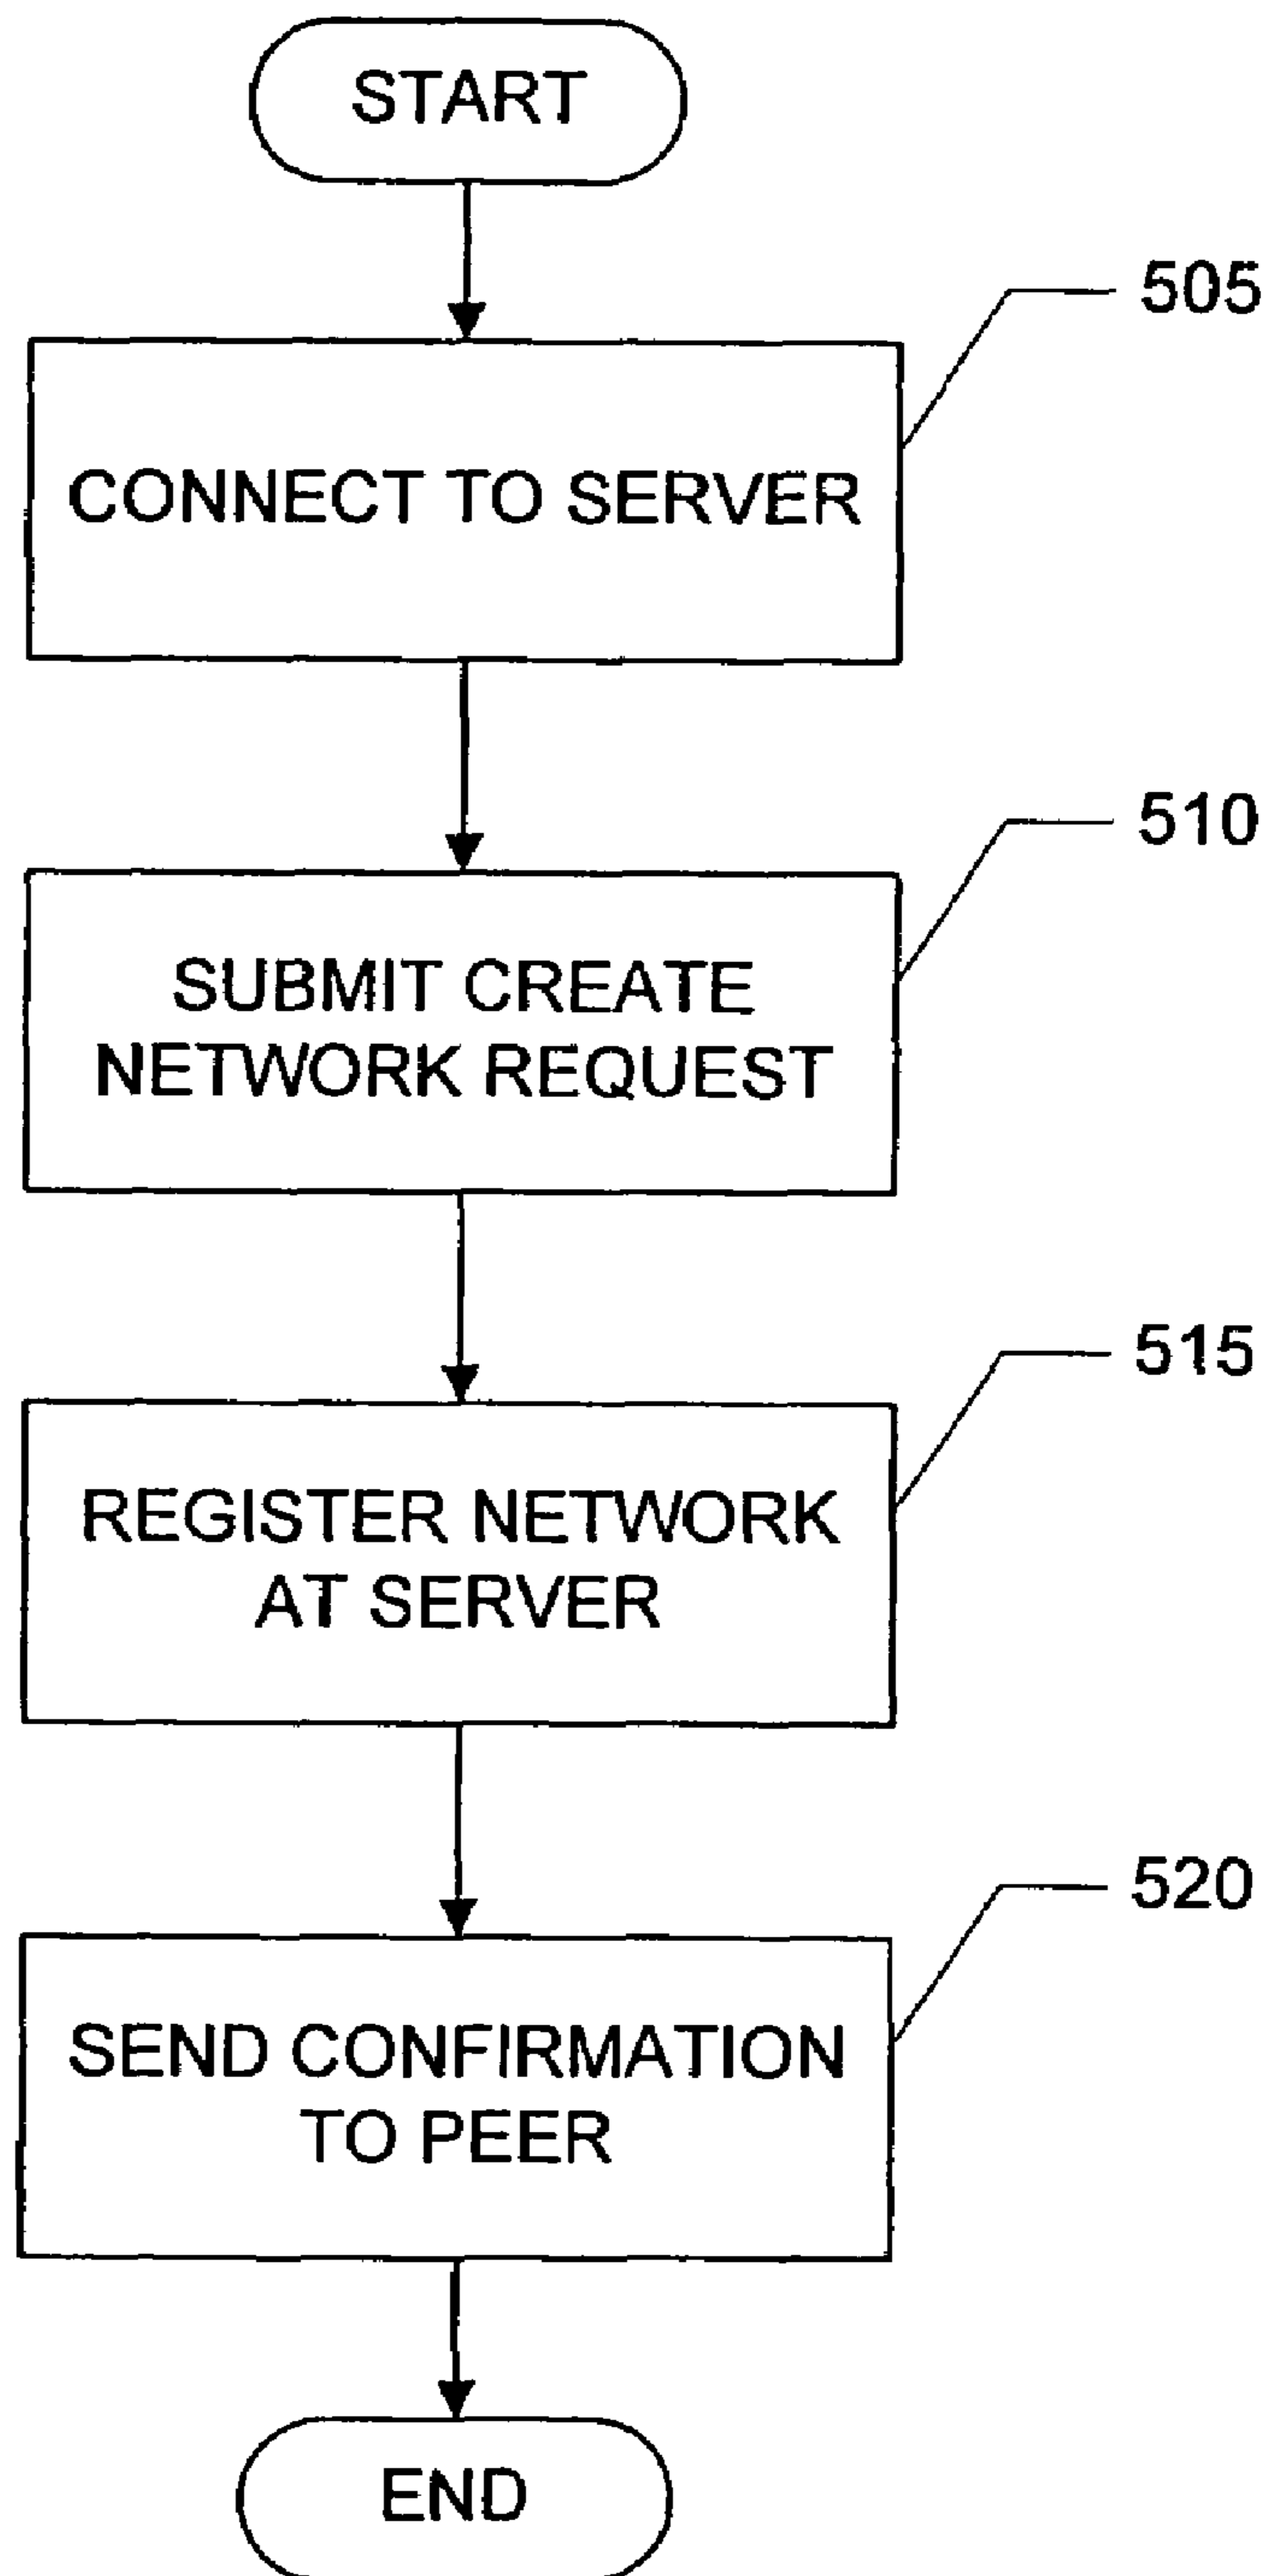 START
505
CONNECT TO SERVER
510
SUBMIT CREATE
NETWORK REQUEST
515
REGISTER NETWORK
AT SERVER
520
SEND CONFIRMATION
TO PEER
END